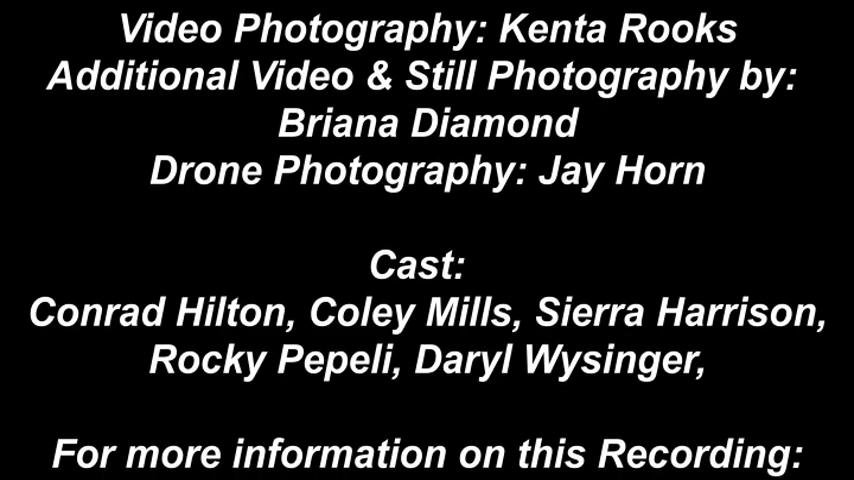 Video Photography: Kenta Rooks
Additional Video & Still Photography by:
Briana Diamond
Drone Photography: Jay Horn
Cast:
Conrad Hilton, Coley Mills, Sierra Harrison,
Rocky Pepeli, Daryl Wysinger,
For more information on this Recording: